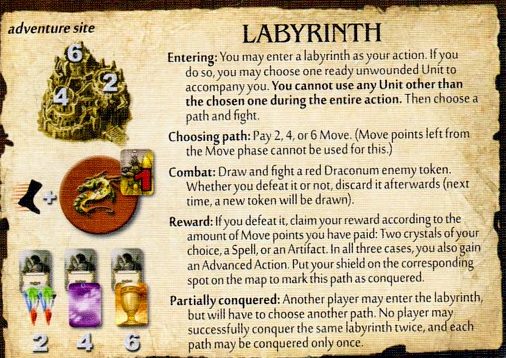 adventure site
LABYRINTH
6
2
4
Entering: You may enter a labyrinth as your action. If you
do so, you may choose one ready unwounded Unit to
accompany you. You cannot use any Unit other than
the chosen one during the entire action. Then choose a
path and fight.
Choosing path: Pay 2, 4, or 6 Move. (Move points left from
the Move phase cannot be used for this.)
+
1
Combat: Draw and fight a red Draconum enemy token.
Whether you defeat it or not, discard it afterwards (next
time, a new token will be drawn).
Reward: If you defeat it, claim your reward according to the
amount of Move points you have paid: Two crystals of your
choice, a Spell, or an Artifact. In all three cases, you also gain
an Advanced Action. Put your shield on the corresponding
spot on the map to mark this path as conquered.
Partially conquered: Another player may enter the labyrinth,
but will have to choose another path. No player may
successfully conquer the same labyrinth twice, and each
path may be conquered only once.
2 4 6